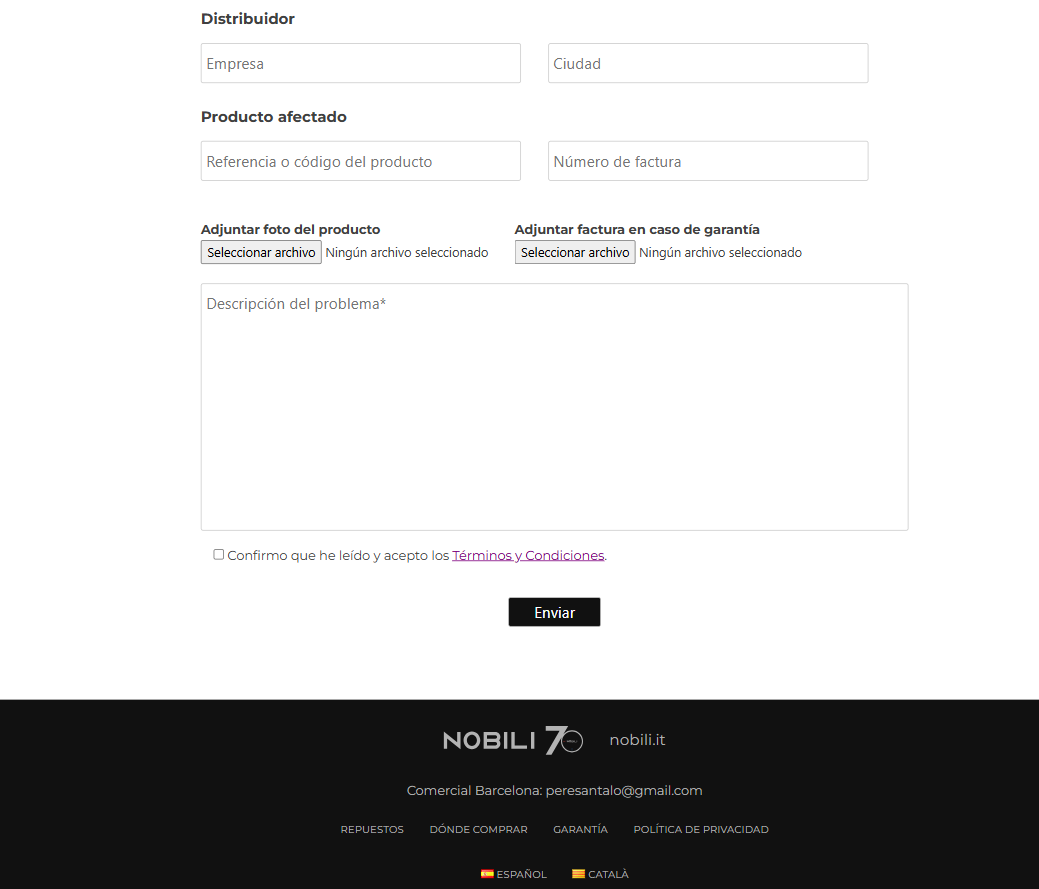 Distribuidor
Empresa Ciudad
Producto afectado
Referencia o código del producto Número de factura
Adjuntar foto del producto Adjuntar factura en caso de garantía
Seleccionar archivo Ningún archivo seleccionado Seleccionar archivo Ningún archivo seleccionado
Descripción del problema*
Confirmo que he leído y acepto los Términos y Condiciones.
Enviar
NOBILI 70 nobili.it
Comercial Barcelona: peresantalo@gmail.com
REPUESTOS DÓNDE COMPRAR GARANTÍA POLÍTICA DE PRIVACIDAD
ESPAÑOL CATALÀ